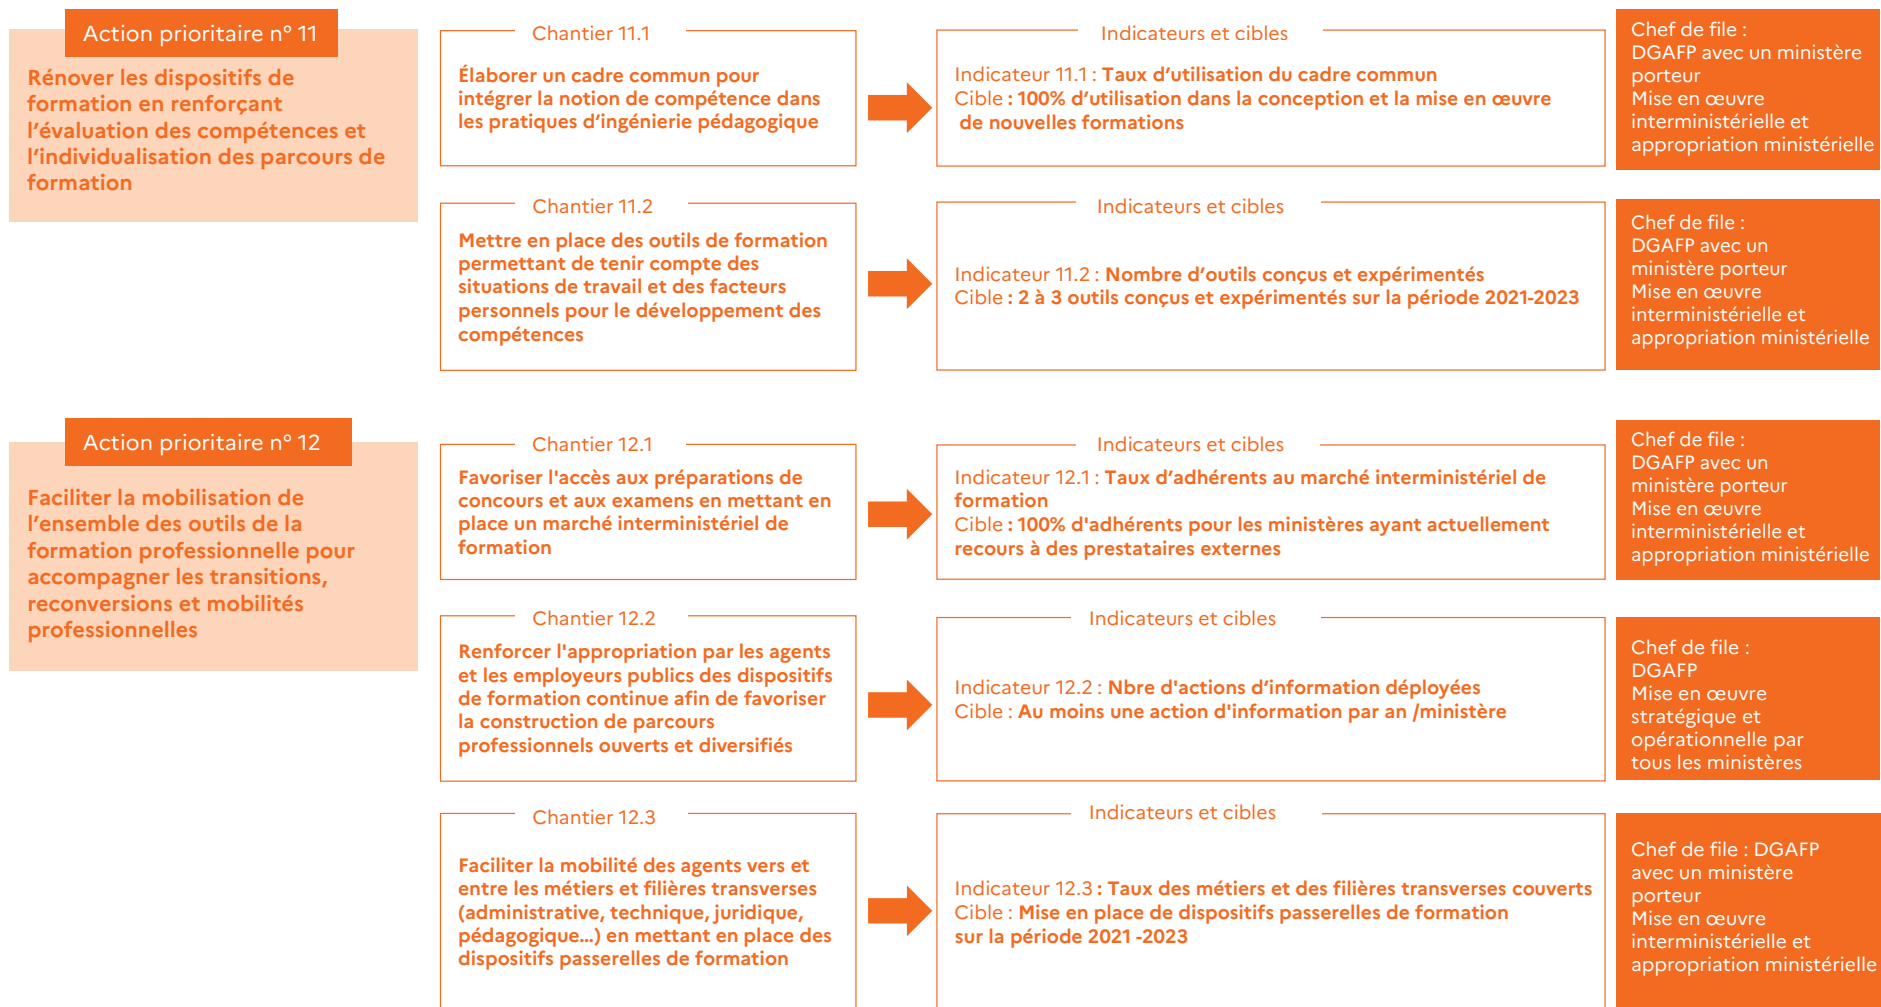 Action prioritaire n° 11
Rénover les dispositifs de
formation en renforçant
l'évaluation des compétences et
l'individualisation des parcours de
formation
Chantier 11.1
Élaborer un cadre commun pour
intégrer la notion de compétence dans
les pratiques d'ingénierie pédagogique
Indicateurs et cibles
Indicateur 11.1 : Taux d'utilisation du cadre commun
Cible : 100% d'utilisation dans la conception et la mise en œuvre
de nouvelles formations
Chef de file :
DGAFP avec un ministère
porteur
Mise en œuvre
interministérielle et
appropriation ministérielle
Chantier 11.2
Mettre en place des outils de formation
permettant de tenir compte des
situations de travail et des facteurs
personnels pour le développement des
compétences
Indicateurs et cibles
Indicateur 11.2 : Nombre d'outils conçus et expérimentés
Cible : 2 à 3 outils conçus et expérimentés sur la période 2021-2023
Chef de file :
DGAFP avec un
ministère porteur
Mise en œuvre
interministérielle et
appropriation ministérielle
Action prioritaire n° 12
Faciliter la mobilisation de
l'ensemble des outils de la
formation professionnelle pour
accompagner les transitions,
reconversions et mobilités
professionnelles
Chantier 12.1
Favoriser l'accès aux préparations de
concours et aux examens en mettant en
place un marché interministériel de
formation
Indicateurs et cibles
Indicateur 12.1 : Taux d'adhérents au marché interministériel de
formation
Cible : 100% d'adhérents pour les ministères ayant actuellement
recours à des prestataires externes
Chef de file :
DGAFP avec un
ministère porteur
Mise en œuvre
interministérielle et
appropriation ministérielle
Chantier 12.2
Renforcer l'appropriation par les agents
et les employeurs publics des dispositifs
de formation continue afin de favoriser
la construction de parcours
professionnels ouverts et diversifiés
Indicateurs et cibles
Indicateur 12.2 : Nbre d'actions d'information déployées
Cible : Au moins une action d'information par an /ministère
Chef de file :
DGAFP
Mise en œuvre
stratégique et
opérationnelle par
tous les ministères
Chantier 12.3
Faciliter la mobilité des agents vers et
entre les métiers et filières transverses
(administrative, technique, juridique,
pédagogique…) en mettant en place des
dispositifs passerelles de formation
Indicateurs et cibles
Indicateur 12.3 : Taux des métiers et des filières transverses couverts
Cible : Mise en place de dispositifs passerelles de formation
sur la période 2021 -2023
Chef de file : DGAFP
avec un ministère
porteur
Mise en œuvre
interministérielle et
appropriation ministérielle